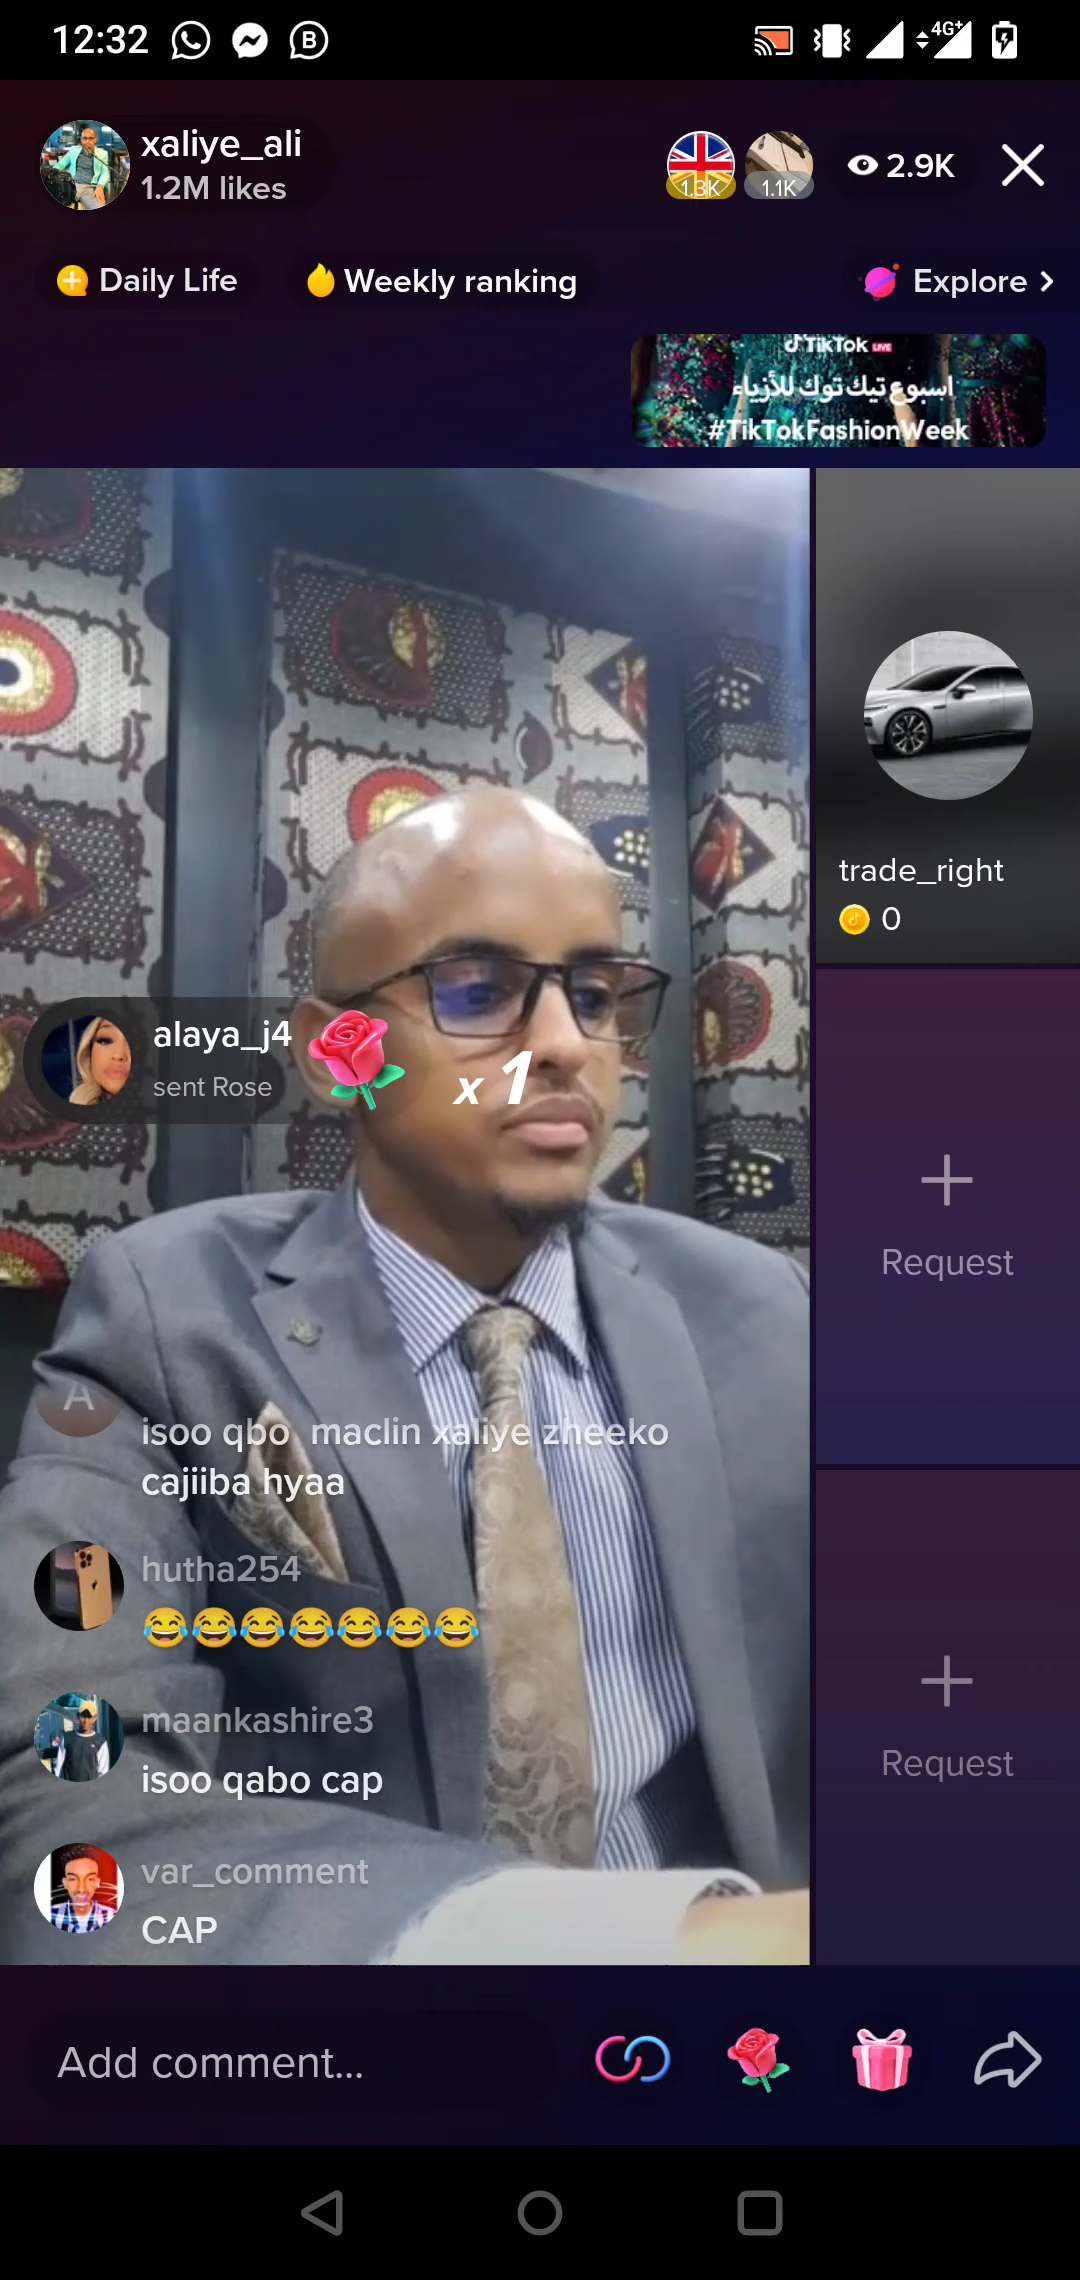 12:32
4G+
xaliye_ali
1.2M likes
1.3K
1.1K
2.9K
Daily Life
Weekly ranking
Explore
TikTok LIVE
اسبوع تيك توك للأزياء
#TikTokFashionWeek
trade_right
0
alaya_j4
sent Rose
x 1
Request
A
isoo qbo maclin xaliye zheeko
cajiiba hyaa
hutha254
😂😂😂😂😂😂😂
maankashire3
isoo qabo cap
Request
var_comment
CAP
Add comment...